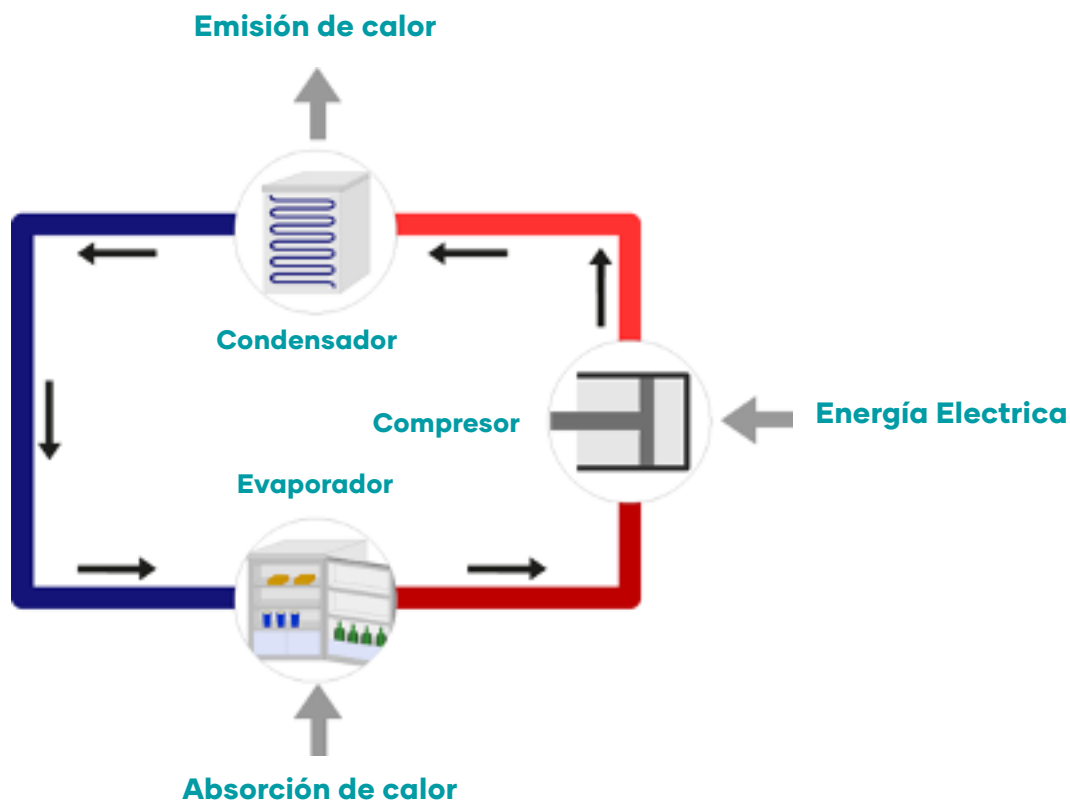 Emisión de calor
Condensador
Compresor
Energía Electrica
Evaporador
Absorción de calor